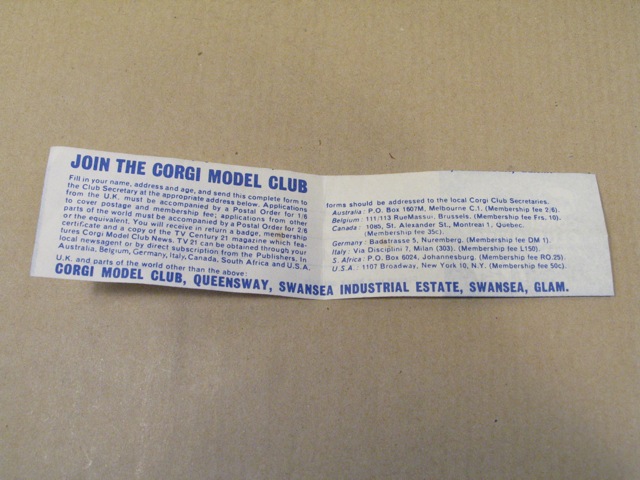 JOIN THE CORGI MODEL CLUB
Fill in your name, address and age, and send this complete form to
the Club Secretary at the appropriate address below. Applications
from the U.K. must be accompanied by a Postal Order for 1/6
to cover postage and membership fee; applications from other
parts of the world must be accompanied by a Postal Order for 2/6
or the equivalent. You will receive in return a badge, membership
certificate and a copy of the TV Century 21 magazine which fea-
tures Corgi Model Club News. TV 21 can be obtained through your
local newsagent or by direct subscription from the Publishers. In
Australia, Belgium, Germany, Italy, Canada, South Africa and U.S.A.
forms should be addressed to the local Corgi Club Secretaries.
Australia : P.O. Box 1607M, Melbourne C.1. (Membership fee 2/6).
Belgium : 111/113 RueMassui, Brussels. (Membership fee Frs. 10).
Canada : 1085, St. Alexander St., Montreal 1, Quebec.
(Membership fee 35c).
Germany : Badstrasse 5, Nuremberg. (Membership fee DM 1)
Italy : Via Disciplini 7, Milan (303). (Membership fee L150).
S. Africa : P.O. Box 6024, Johannesburg. (Membership fee RO.25).
U.S.A. : 1107 Broadway, New York 10, N.Y. (Membership fee 50c).
U.K. and parts of the world other than the above:
CORGI MODEL CLUB, QUEENSWAY, SWANSEA INDUSTRIAL ESTATE, SWANSEA, GLAM.